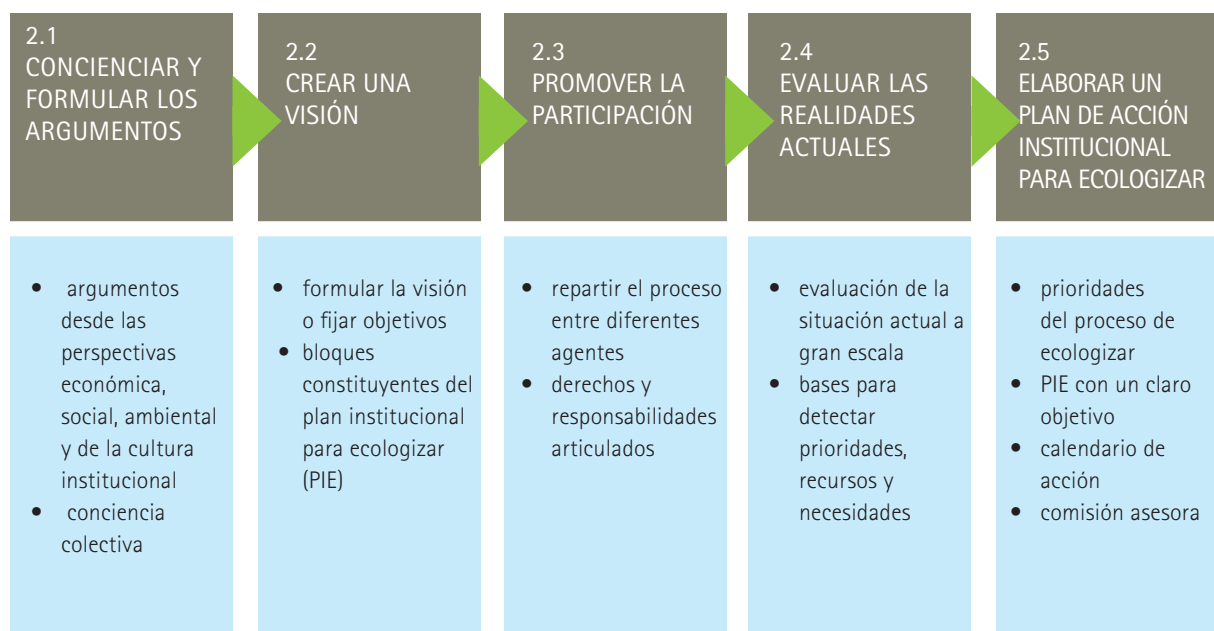 2.1
CONCIENCIAR Y
FORMULAR LOS
ARGUMENTOS
2.2
CREAR UNA
VISIÓN
2.3
PROMOVER LA
PARTICIPACIÓN
2.4
EVALUAR LAS
REALIDADES
ACTUALES
2.5
ELABORAR UN
PLAN DE ACCIÓN
INSTITUCIONAL
PARA ECOLOGIZAR
• argumentos
desde las
perspectivas
económica,
social, ambiental
y de la cultura
institucional
• conciencia
colectiva
• formular la visión
o fijar objetivos
• bloques
constituyentes del
plan institucional
para ecologizar
(PIE)
• repartir el proceso
entre diferentes
agentes
• derechos y
responsabilidades
articulados
• evaluación de la
situación actual a
gran escala
• bases para
detectar
prioridades,
recursos y
necesidades
• prioridades
del proceso de
ecologizar
• PIE con un claro
objetivo
• calendario de
acción
• comisión asesora